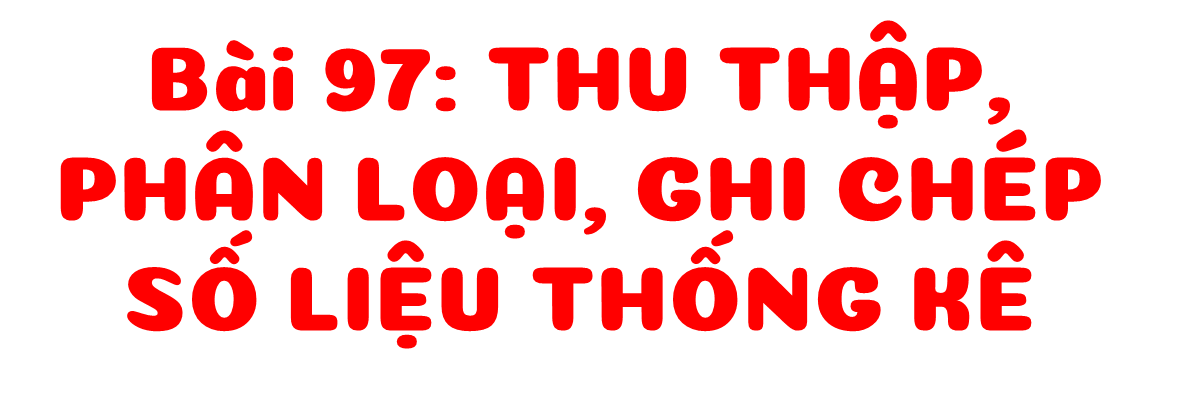 Bài 97: THU THẬP,
PHÂN LOẠI, GHI CHÉP
SỐ LIỆU THỐNG KÊ